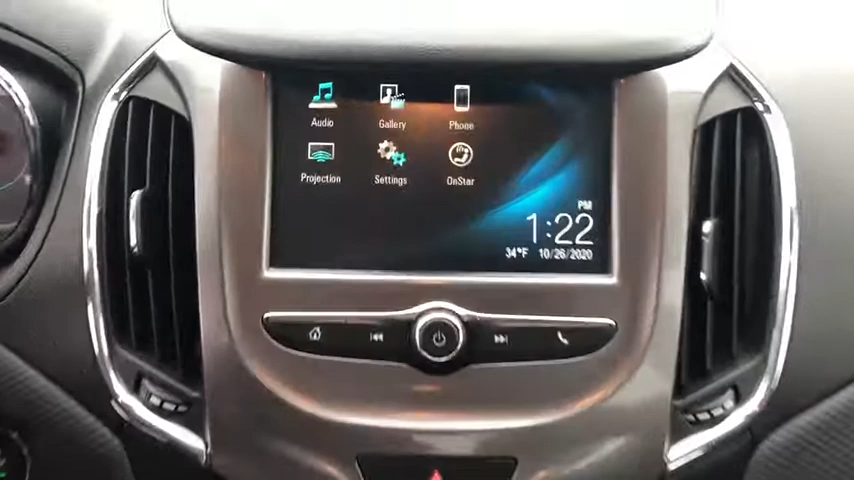 Audio Gallery Phone
Projection Settings OnStar
PM
1:22
34°F 10/26/2020